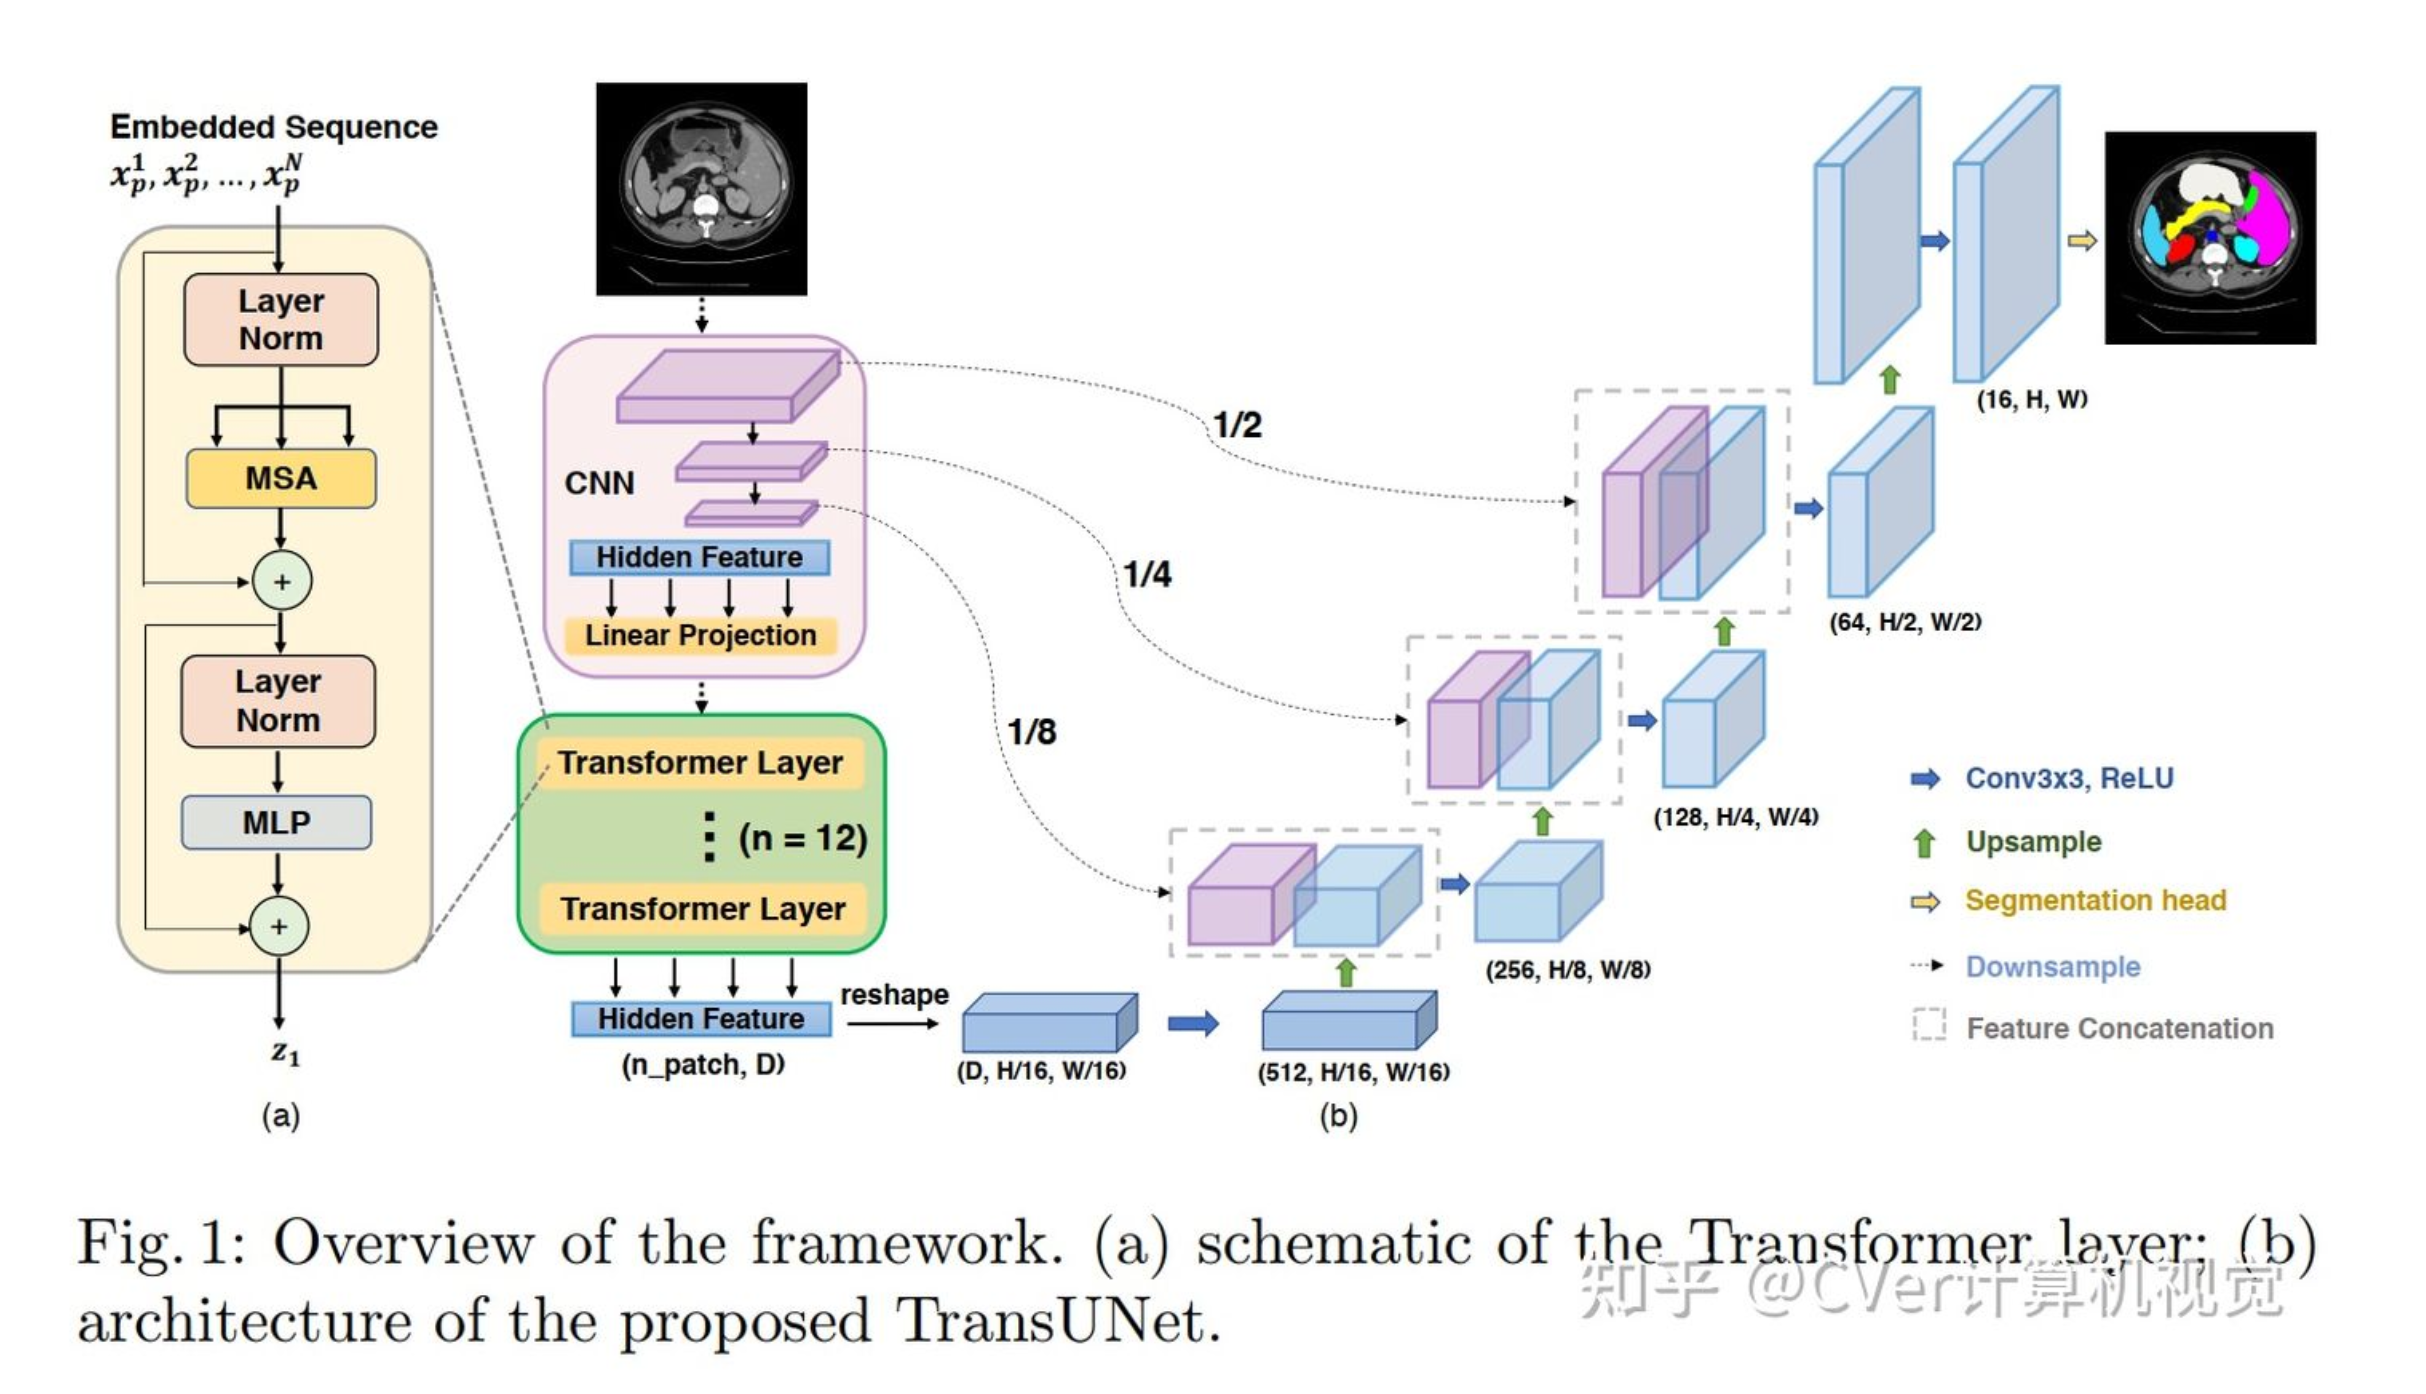 Embedded Sequence
x_p^1, x_p^2, ..., x_p^N
Layer
Norm
MSA
+
Layer
Norm
MLP
+
z_1
(a)
CNN
Hidden Feature
Linear Projection
Transformer Layer
(n = 12)
Transformer Layer
Hidden Feature
(n_patch, D)
reshape
(D, H/16, W/16)
(512, H/16, W/16)
(b)
1/2
1/4
1/8
(256, H/8, W/8)
(128, H/4, W/4)
(64, H/2, W/2)
(16, H, W)
Conv3x3, ReLU
Upsample
Segmentation head
Downsample
Feature Concatenation
Fig. 1: Overview of the framework. (a) schematic of the Transformer layer; (b)
architecture of the proposed TransUNet.
知乎 @CVer计算机视觉